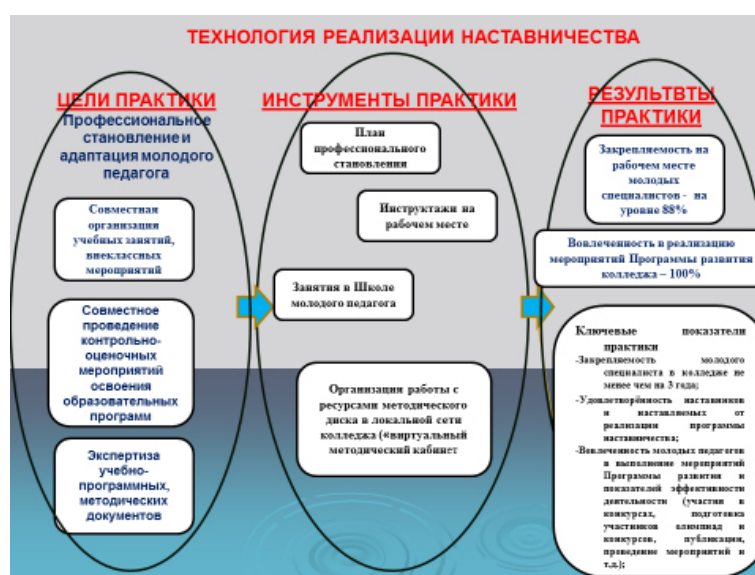 ТЕХНОЛОГИЯ РЕАЛИЗАЦИИ НАСТАВНИЧЕСТВА
ЦЕЛИ ПРАКТИКИ
Профессиональное
становление и
адаптация молодого
педагога
Совместная
организация
учебных занятий,
внеклассных
мероприятий
Совместное
проведение
контрольно-
оценочных
мероприятий
освоения
образовательных
программ
Экспертиза
учебно-
программных,
методических
документов
ИНСТРУМЕНТЫ ПРАКТИКИ
План
профессионального
становления
Инструктажи на
рабочем месте
Занятия в Школе
молодого педагога
Организация работы с
ресурсами методического
диска в локальной сети
колледжа («виртуальный
методический кабинет
РЕЗУЛЬТВТЫ
ПРАКТИКИ
Закрепляемость на
рабочем месте
молодых
специалистов - на
уровне 88%
Вовлеченность в реализацию
мероприятий Программы развития
колледжа – 100%
Ключевые показатели
практики
-Закрепляемость молодого
специалиста в колледже не
менее чем на 3 года;
-Удовлетворённость наставников
и наставляемых от
реализации программы
наставничества;
-Вовлеченность молодых педагогов
в выполнение мероприятий
Программы развития и
показателей эффективности
деятельности (участия в
конкурсах, подготовка
участников олимпиад и
конкурсов, публикации,
проведение мероприятий и
т.д.);